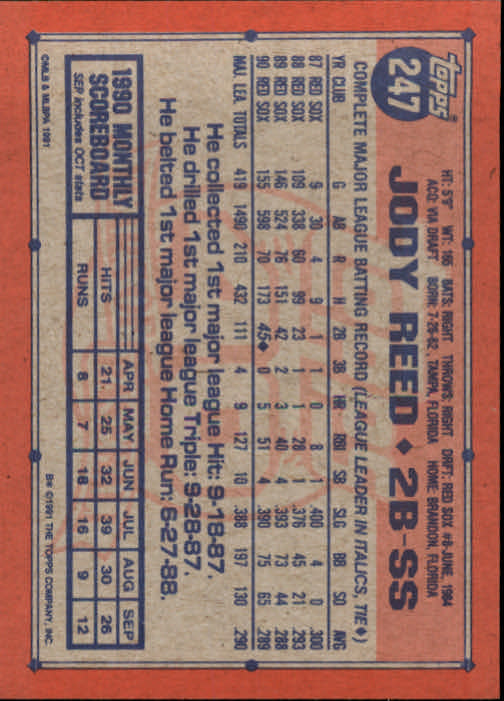 topps
247
JODY REED ◆ 2B-SS
HT: 5'9" WT: 165 BATS: RIGHT THROWS: RIGHT DRFT: RED SOX #8-JUNE, 1984
ACQ: VIA DRAFT BORN: 7-26-62, TAMPA, FLORIDA HOME: BRANDON, FLORIDA
COMPLETE MAJOR LEAGUE BATTING RECORD (LEAGUE LEADER IN ITALICS, TIE◆)
YR CLUB G AB R H 2B 3B HR RBI SB SLG BB SO AVG
87 RED SOX 9 30 4 9 1 1 0 8 1 .400 4 0 .300
88 RED SOX 109 338 60 99 23 1 1 28 1 .376 45 21 .293
89 RED SOX 146 524 76 151 42 2 3 40 4 .393 73 44 .288
90 RED SOX 155 598 70 173 45◆ 0 5 51 4 .390 75 65 .289
MAJ. LEA. TOTALS 419 1490 210 432 111 4 9 127 10 .388 197 130 .290
He collected 1st major league Hit: 9-18-87.
He drilled 1st major league Triple: 9-28-87.
He belted 1st major league Home Run: 6-27-88.
1990 MONTHLY
SCOREBOARD
SEP includes OCT stats
APR MAY JUN JUL AUG SEP
HITS 21 25 32 39 30 26
RUNS 8 7 18 16 9 12
©MLB & MLBPA 1991
B* ©1991 THE TOPPS COMPANY, INC.